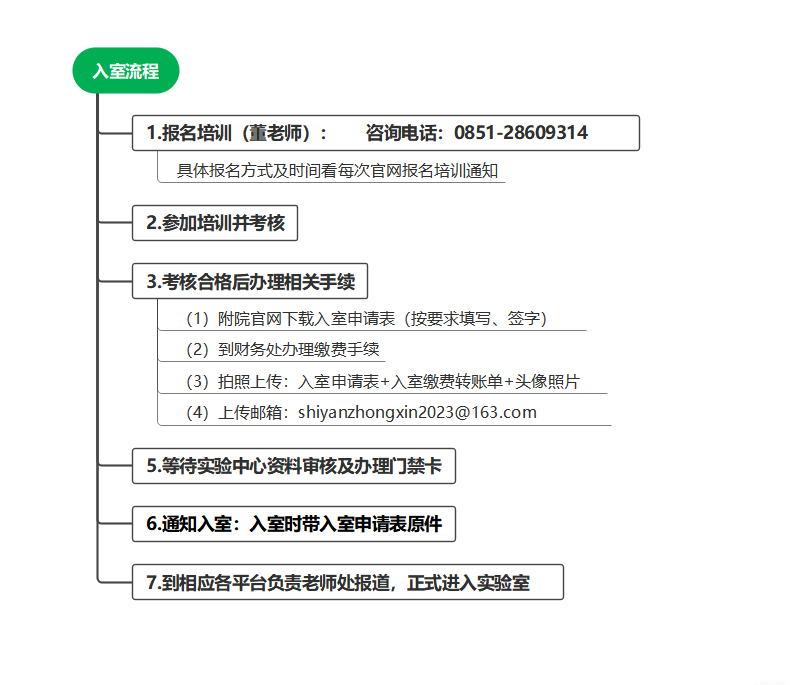 入室流程
1.报名培训（董老师）： 咨询电话：0851-28609314
具体报名方式及时间看每次官网报名培训通知
2.参加培训并考核
3.考核合格后办理相关手续
（1）附院官网下载入室申请表（按要求填写、签字）
（2）到财务处办理缴费手续
（3）拍照上传：入室申请表+入室缴费转账单+头像照片
（4）上传邮箱：shiyanzhongxin2023@163.com
5.等待实验中心资料审核及办理门禁卡
6.通知入室：入室时带入室申请表原件
7.到相应各平台负责老师处报道，正式进入实验室